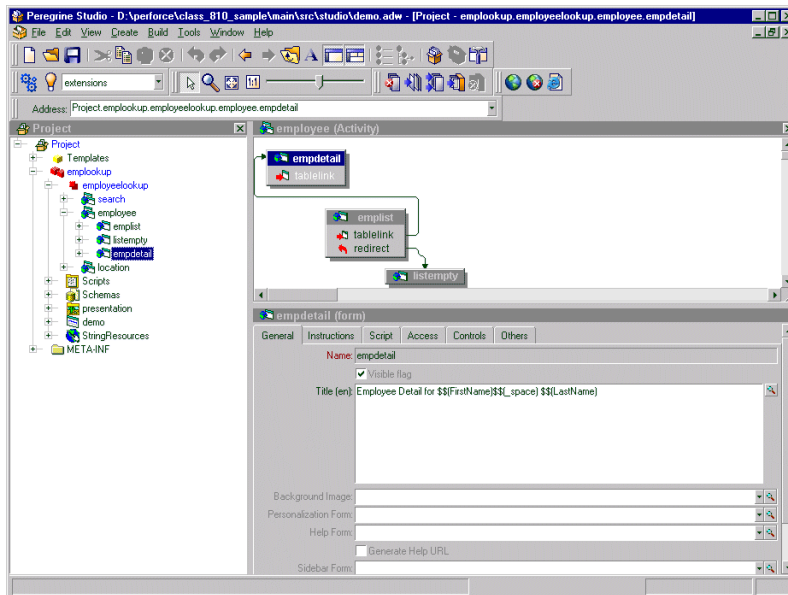 Peregrine Studio - D:\perforce\class_810_sample\main\src\studio\demo.adw - [Project - emplookup.employeelookup.employee.empdetail]
File Edit View Create Build Tools Window Help
extensions
Address: Project.emplookup.employeelookup.employee.empdetail
Project
Project
Templates
emplookup
employeelookup
search
employee
emplist
listempty
empdetail
location
Scripts
Schemas
presentation
demo
StringResources
META-INF
employee (Activity)
empdetail
tablelink
emplist
tablelink
redirect
listempty
empdetail (form)
General Instructions Script Access Controls Others
Name: empdetail
Visible flag
Title (en): Employee Detail for $$(FirstName)$$(_space) $$(LastName)
Background Image:
Personalization Form:
Help Form:
Generate Help URL
Sidebar Form: